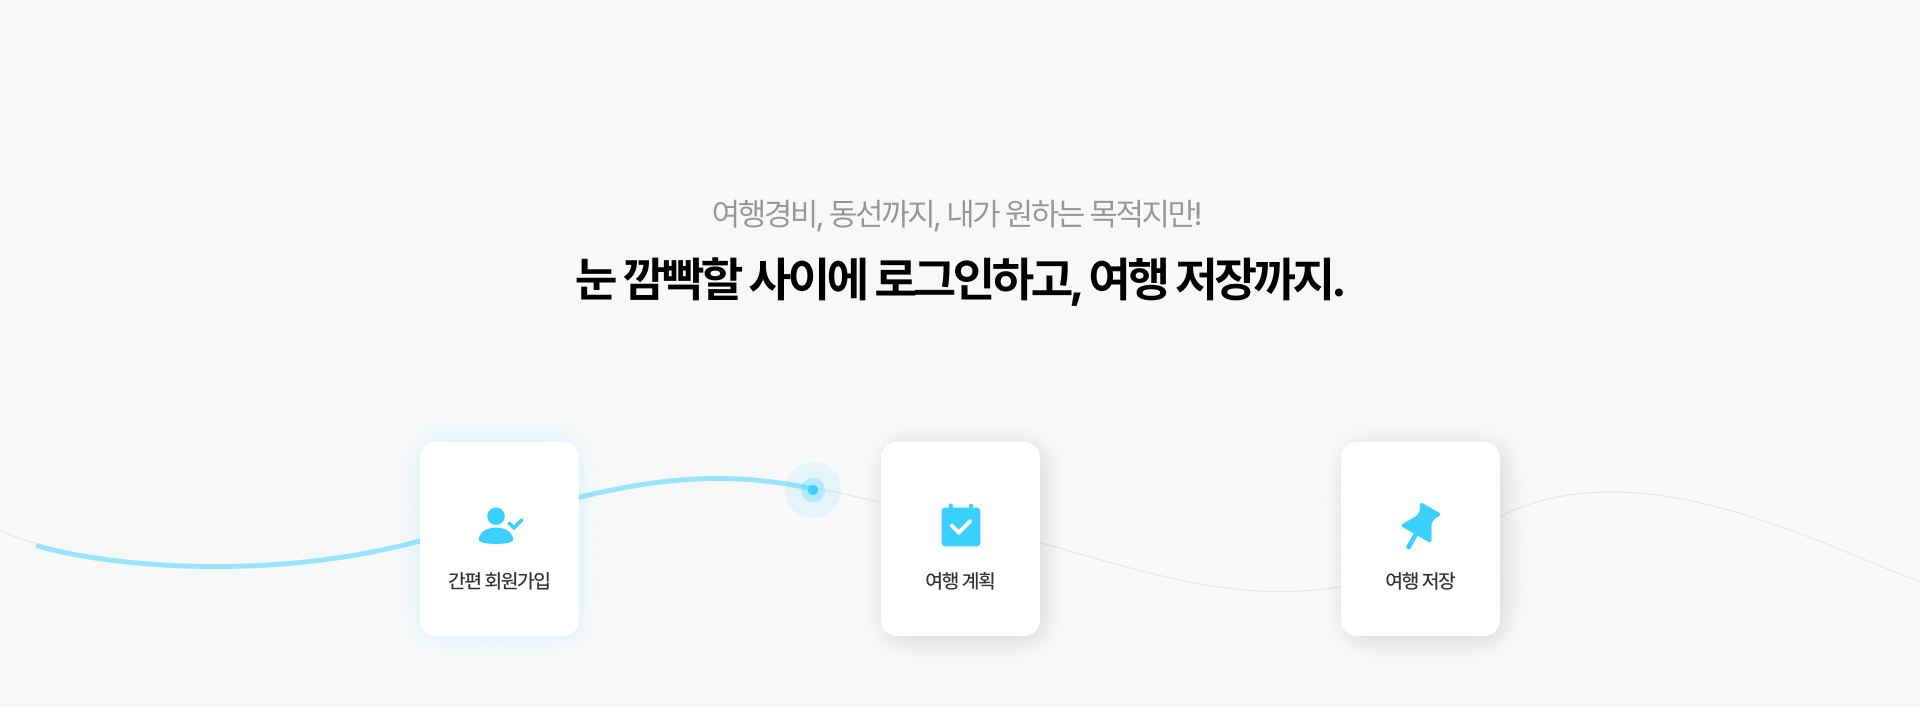 여행경비, 동선까지, 내가 원하는 목적지만!
눈 깜빡할 사이에 로그인하고, 여행 저장까지.
간편 회원가입
여행 계획
여행 저장